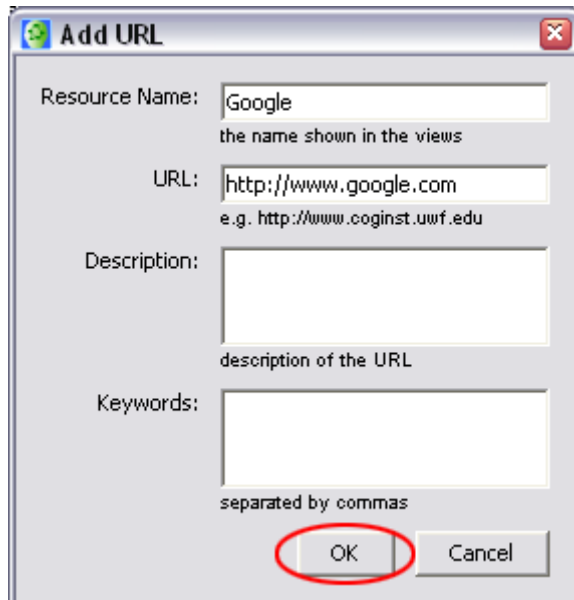 Add URL
Resource Name: Google
the name shown in the views
URL: http://www.google.com
e.g. http://www.coginst.uwf.edu
Description:
description of the URL
Keywords:
separated by commas
OK Cancel